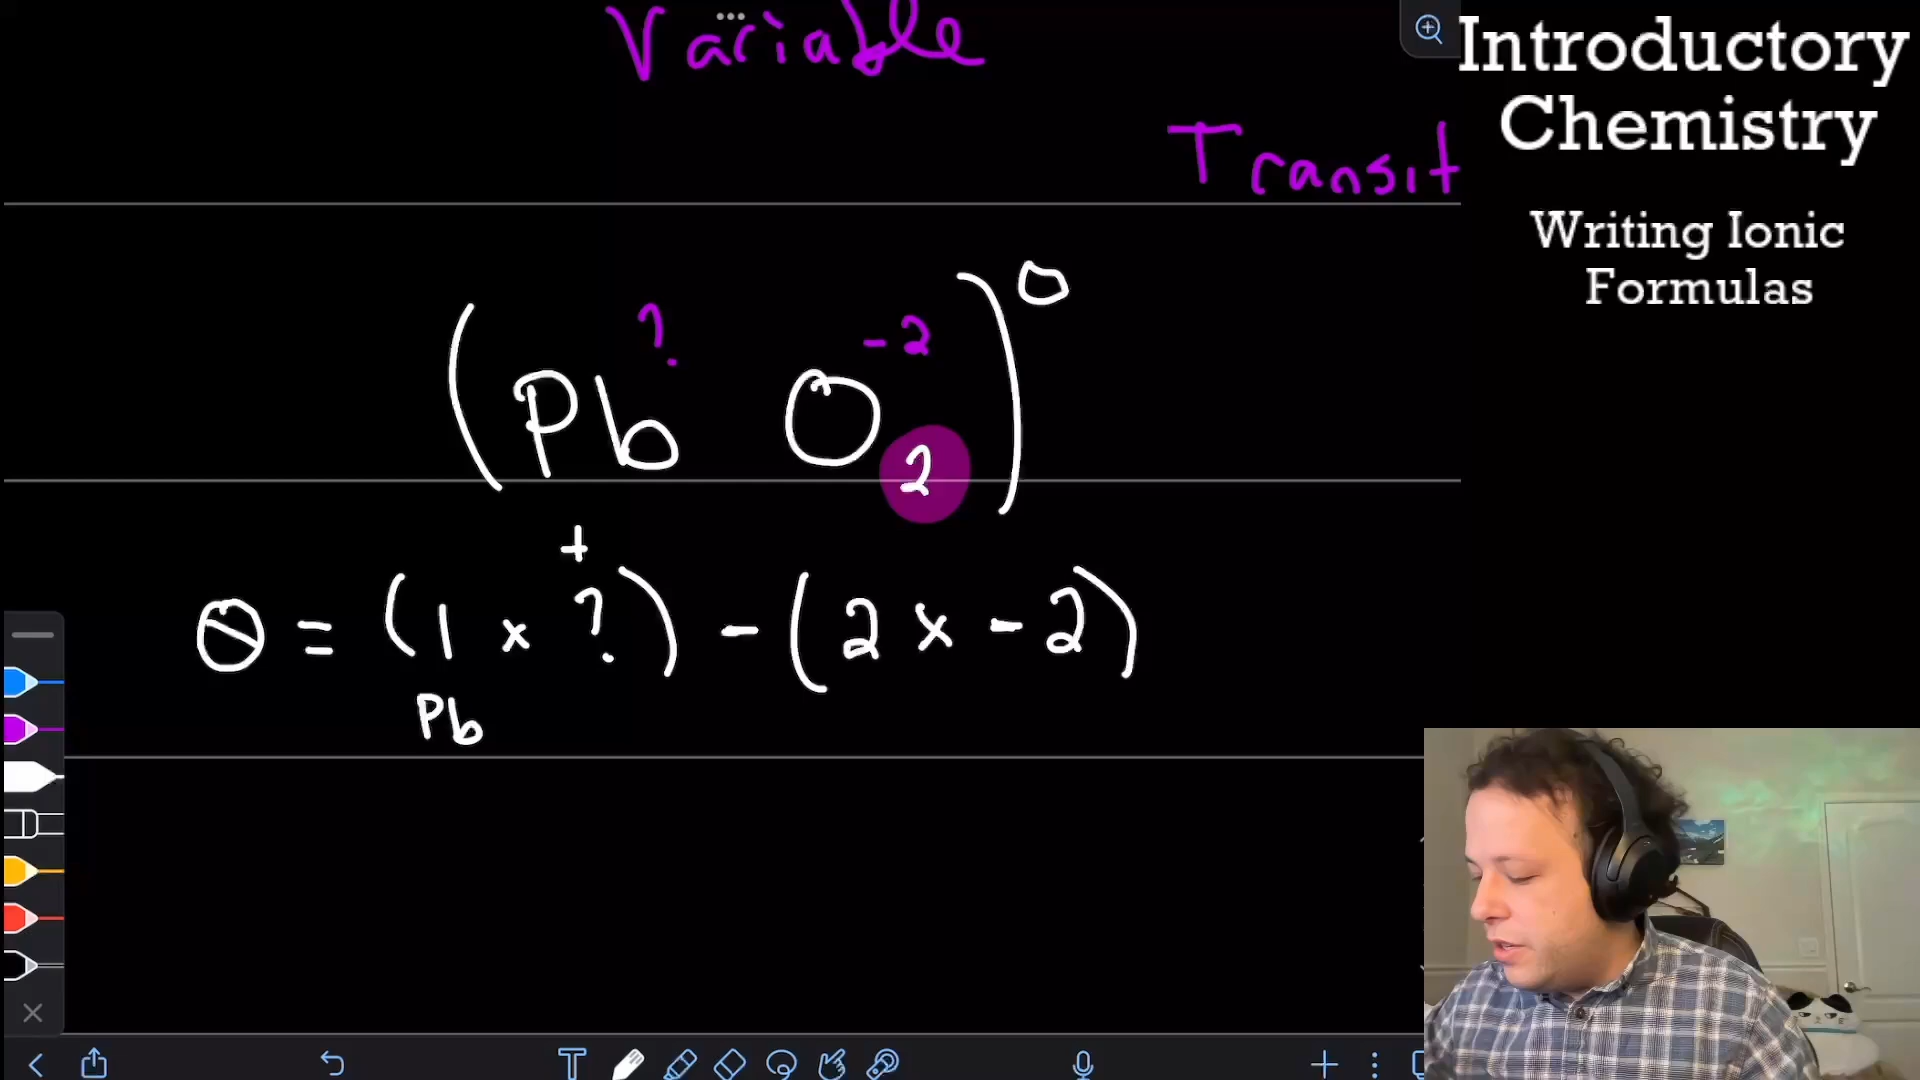 Variable
Transit
Introductory
Chemistry
Writing Ionic
Formulas
(Pb? O-2 2)0
+
0 = (1 x ?) - (2 x -2)
Pb
T